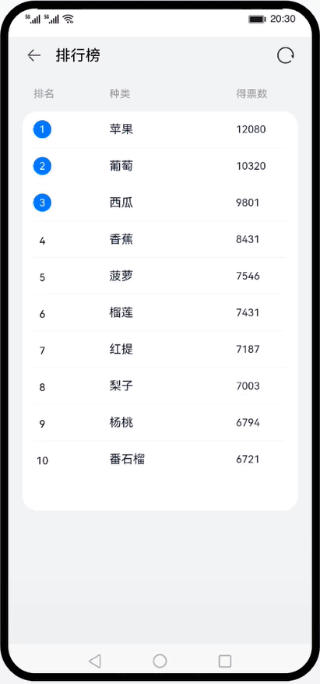 5G 5G 20:30
排行榜
排名 种类 得票数
1 苹果 12080
2 葡萄 10320
3 西瓜 9801
4 香蕉 8431
5 菠萝 7546
6 榴莲 7431
7 红提 7187
8 梨子 7003
9 杨桃 6794
10 番石榴 6721